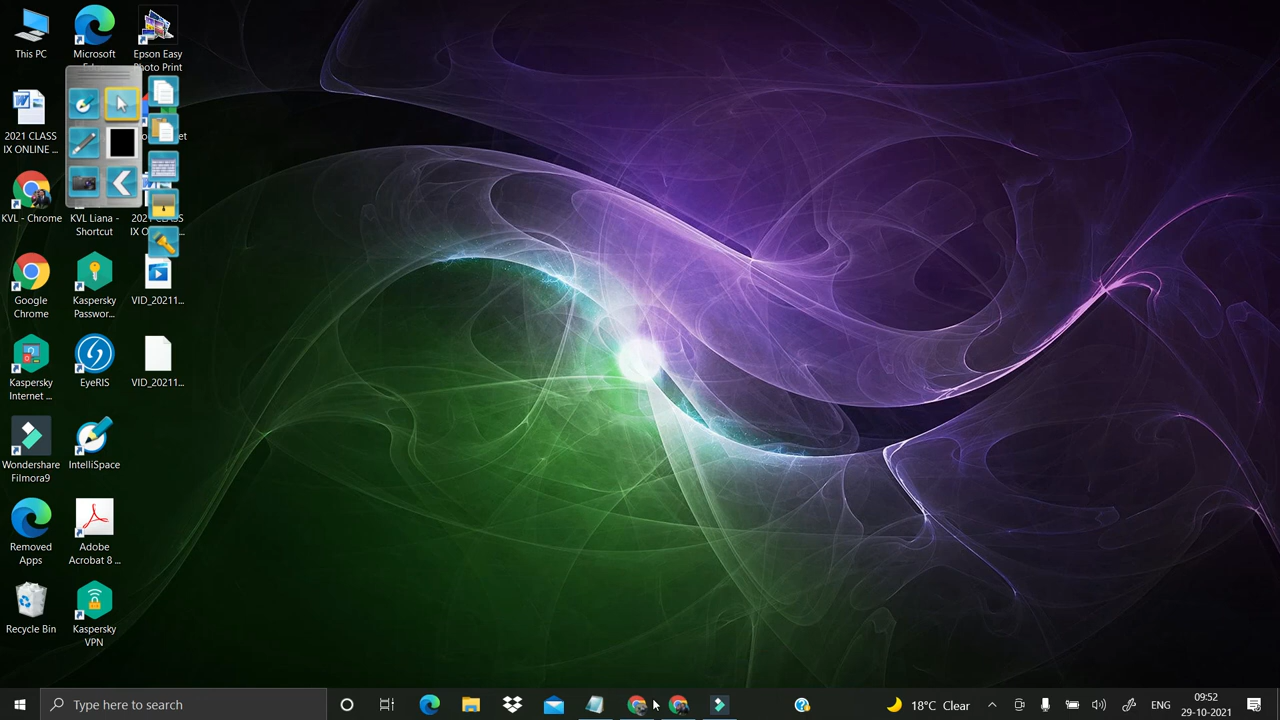 This PC
Microsoft
Epson Easy
Photo Print
2021 CLASS
IX ONLINE ...
KVL - Chrome
KVL Liana -
Shortcut
2021 CLASS
Google
Chrome
Kaspersky
Passwor...
VID_20211...
Kaspersky
Internet ...
EyeRIS
VID_20211...
Wondershare
Filmora9
IntelliSpace
Removed
Apps
Adobe
Acrobat 8 ...
Recycle Bin
Kaspersky
VPN
Type here to search
18°C Clear
ENG
09:52
29-10-2021